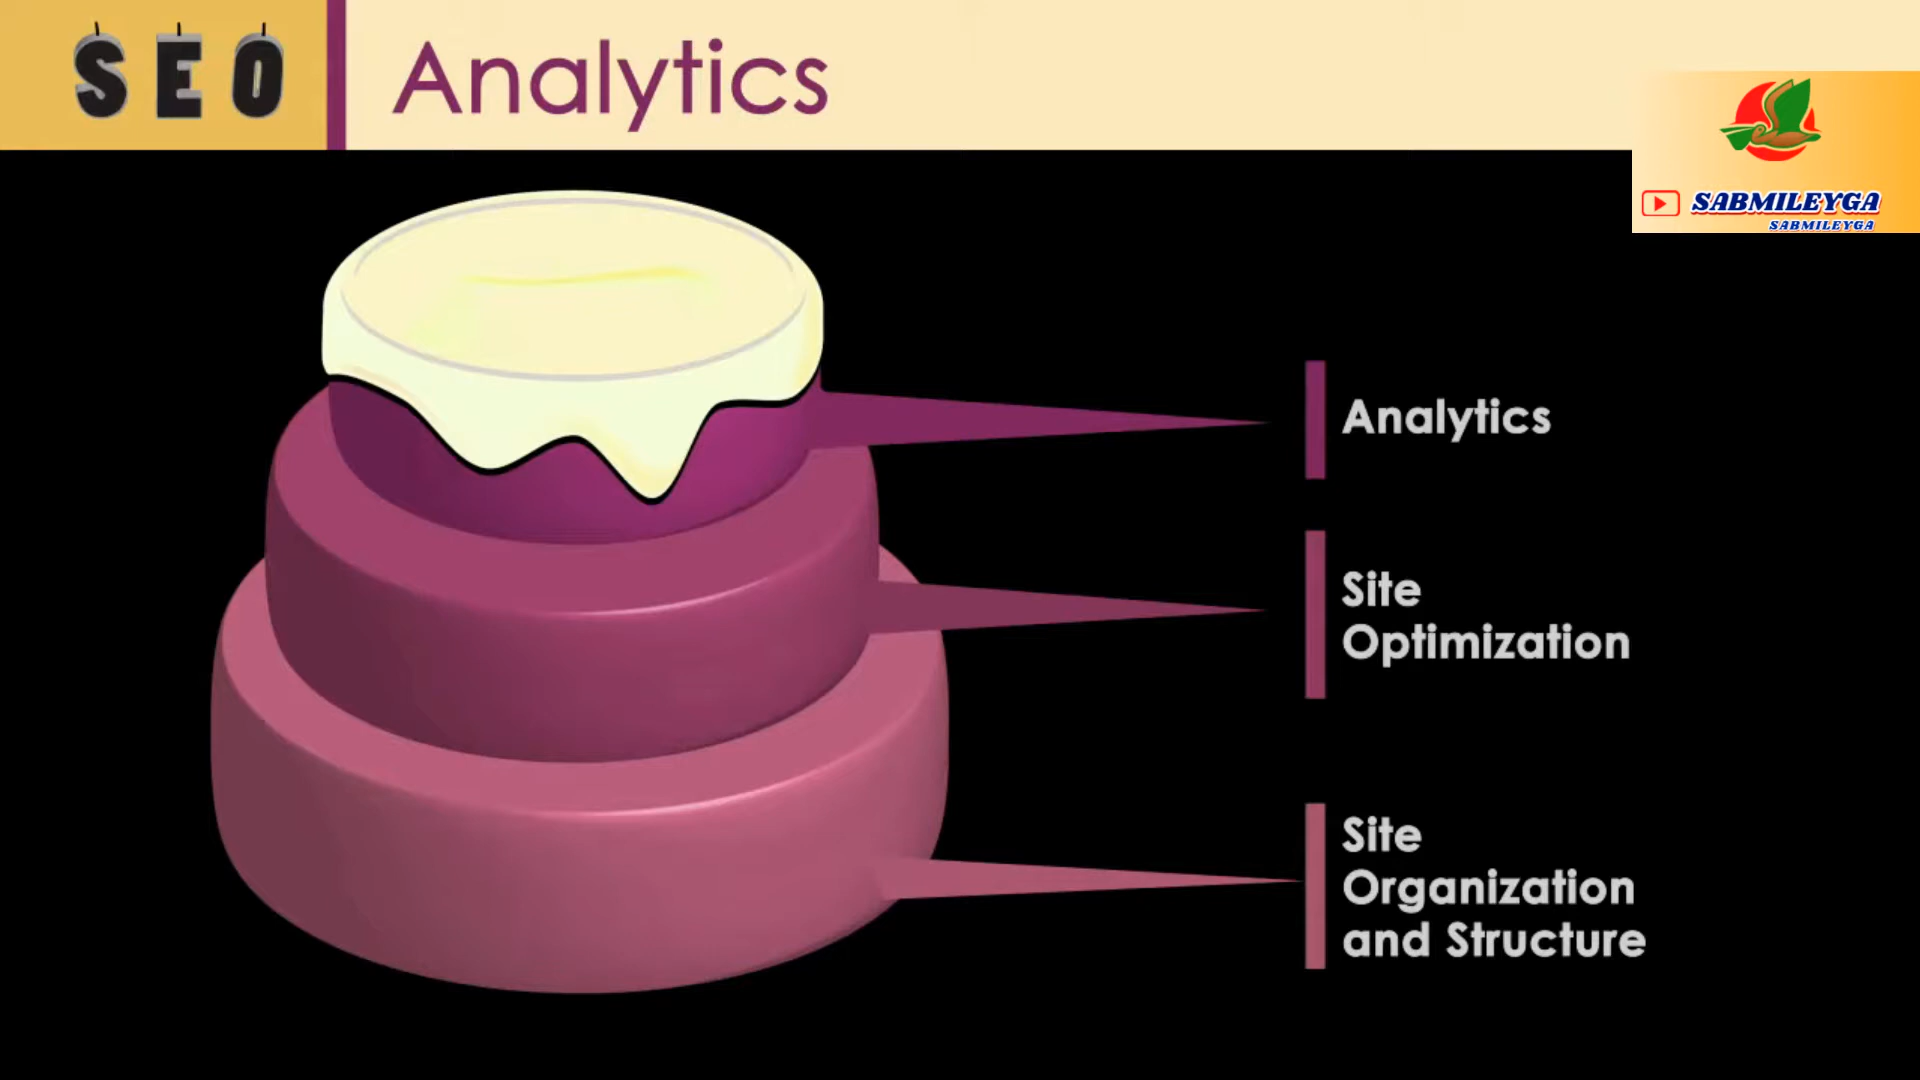 SEO
Analytics
SABMILEYGA
SABMILEYGA
Analytics
Site
Optimization
Site
Organization
and Structure